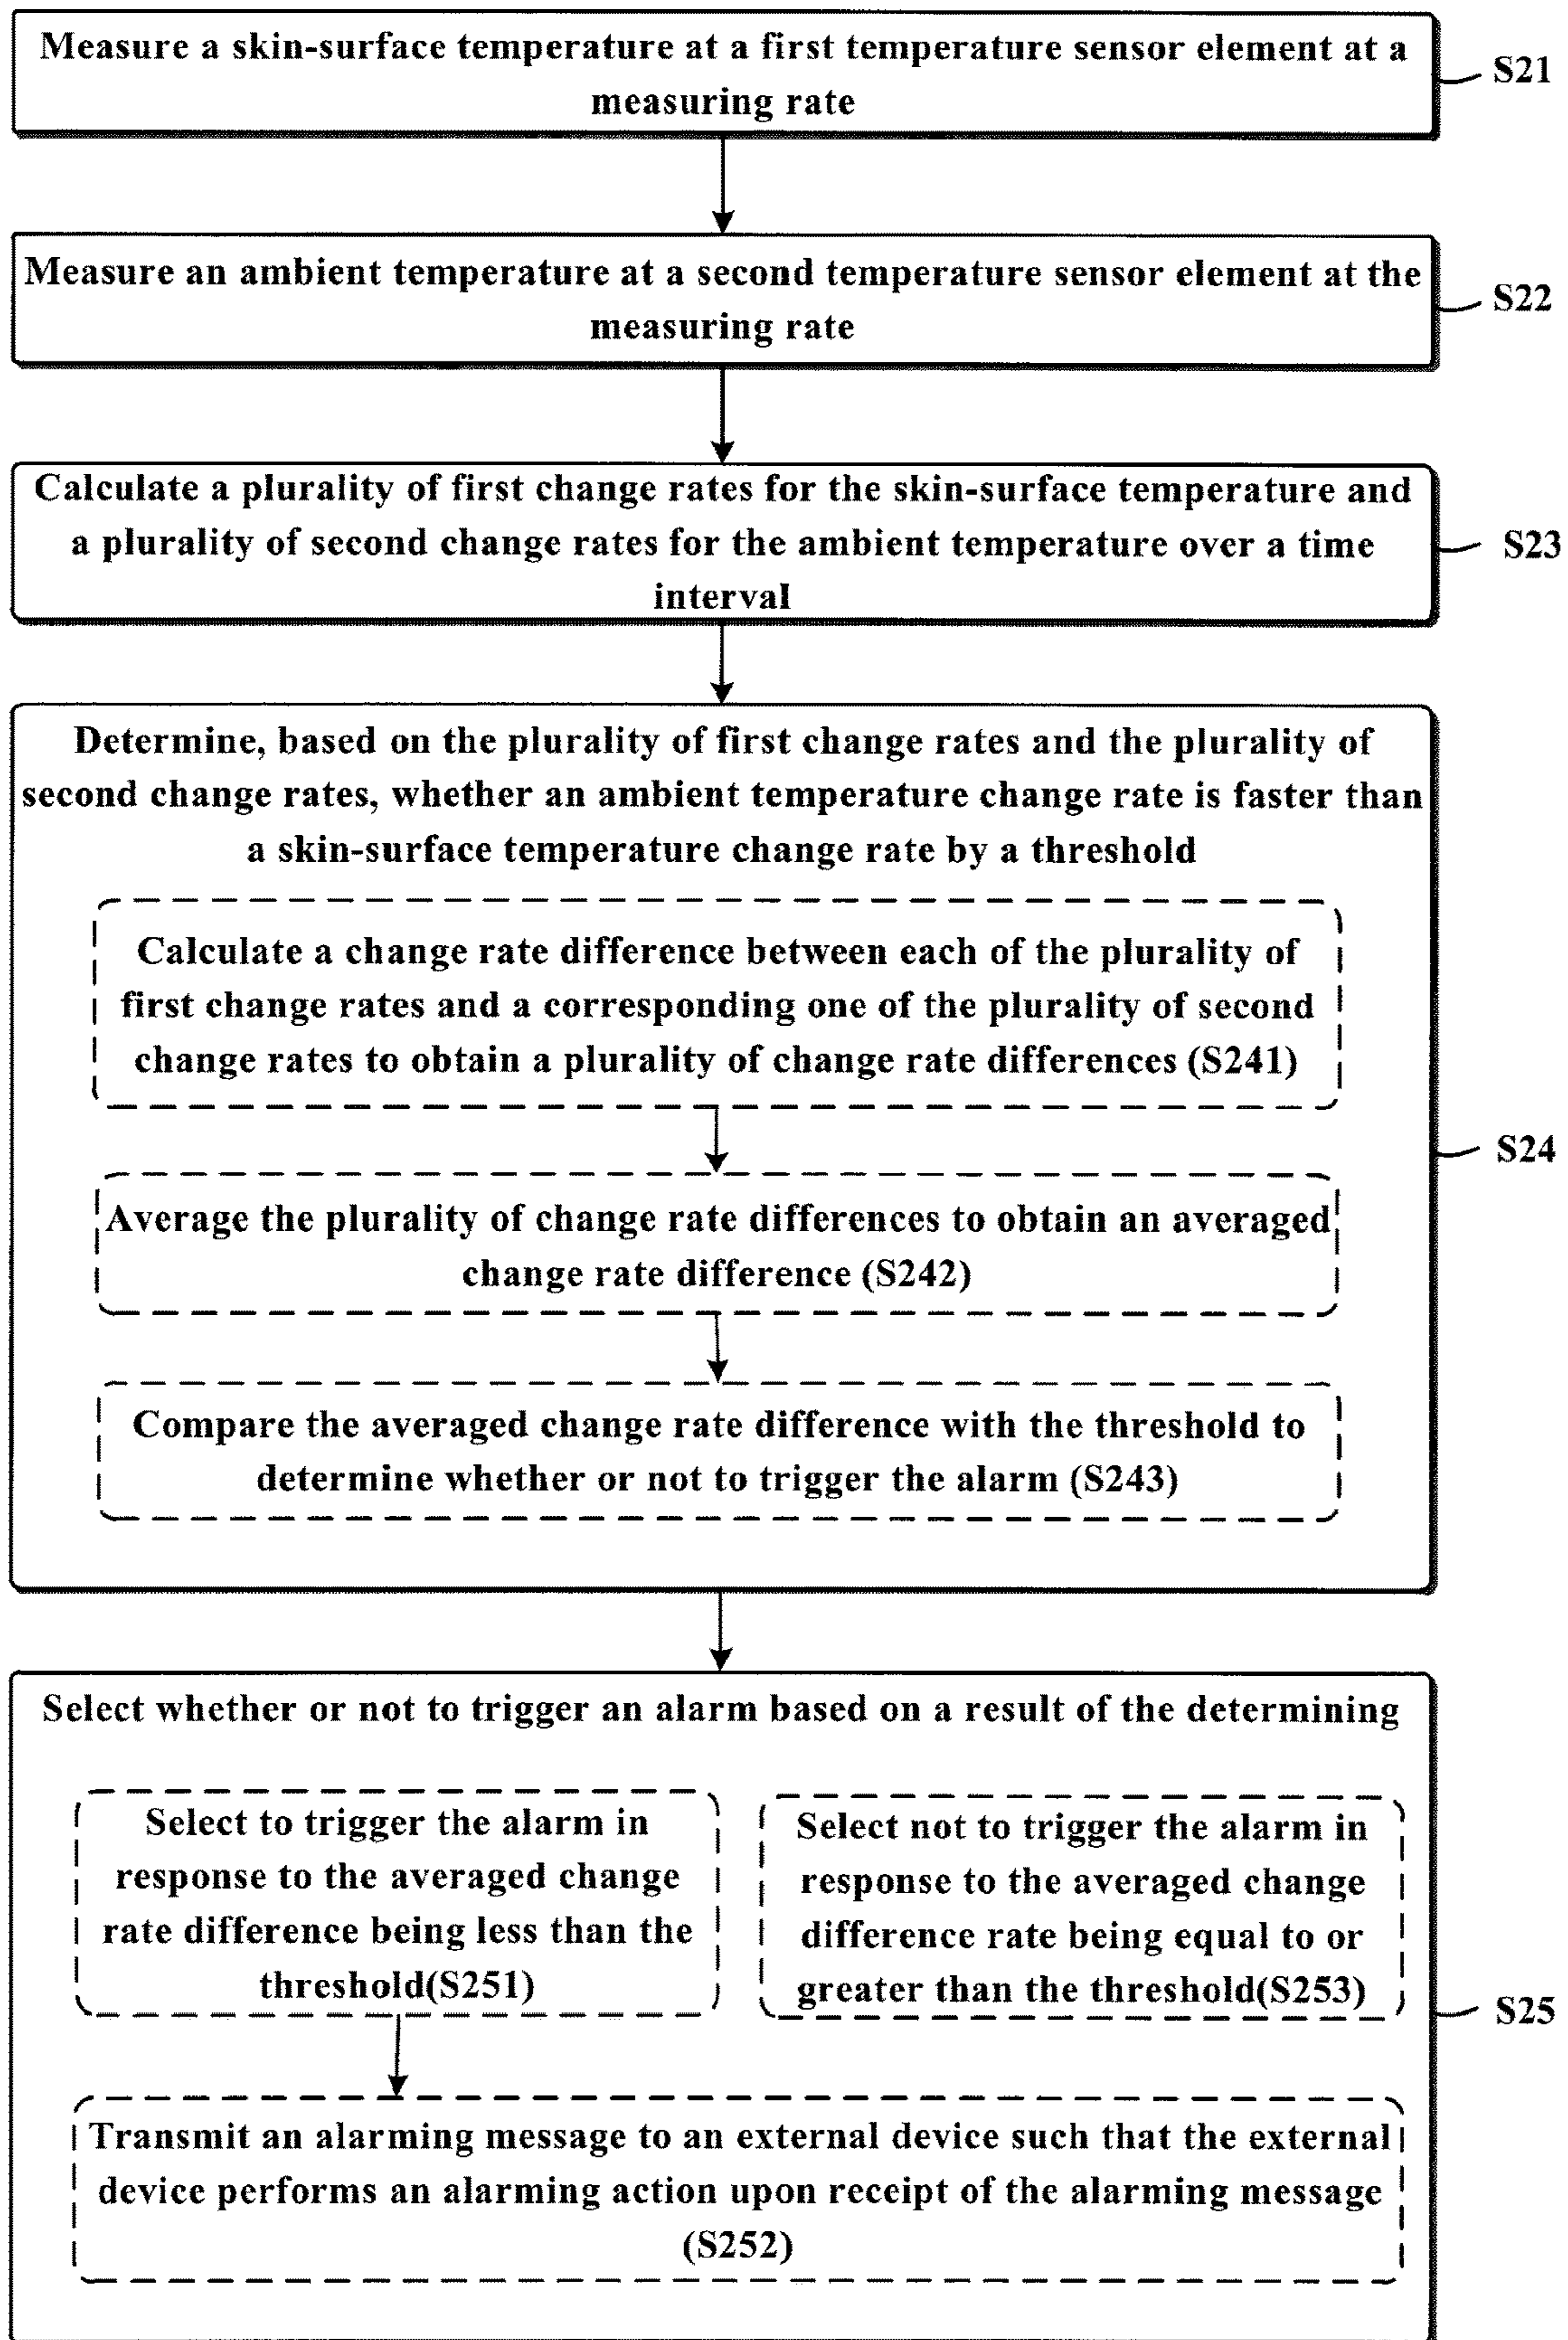 Measure a skin-surface temperature at a first temperature sensor element at a
measuring rate
S21
Measure an ambient temperature at a second temperature sensor element at the
measuring rate
S22
Calculate a plurality of first change rates for the skin-surface temperature and
a plurality of second change rates for the ambient temperature over a time
interval
S23
Determine, based on the plurality of first change rates and the plurality of
second change rates, whether an ambient temperature change rate is faster than
a skin-surface temperature change rate by a threshold
Calculate a change rate difference between each of the plurality of
first change rates and a corresponding one of the plurality of second
change rates to obtain a plurality of change rate differences (S241)
Average the plurality of change rate differences to obtain an averaged
change rate difference (S242)
Compare the averaged change rate difference with the threshold to
determine whether or not to trigger the alarm (S243)
S24
Select whether or not to trigger an alarm based on a result of the determining
Select to trigger the alarm in
response to the averaged change
rate difference being less than the
threshold(S251)
Select not to trigger the alarm in
response to the averaged change
difference rate being equal to or
greater than the threshold(S253)
Transmit an alarming message to an external device such that the external
device performs an alarming action upon receipt of the alarming message
(S252)
S25